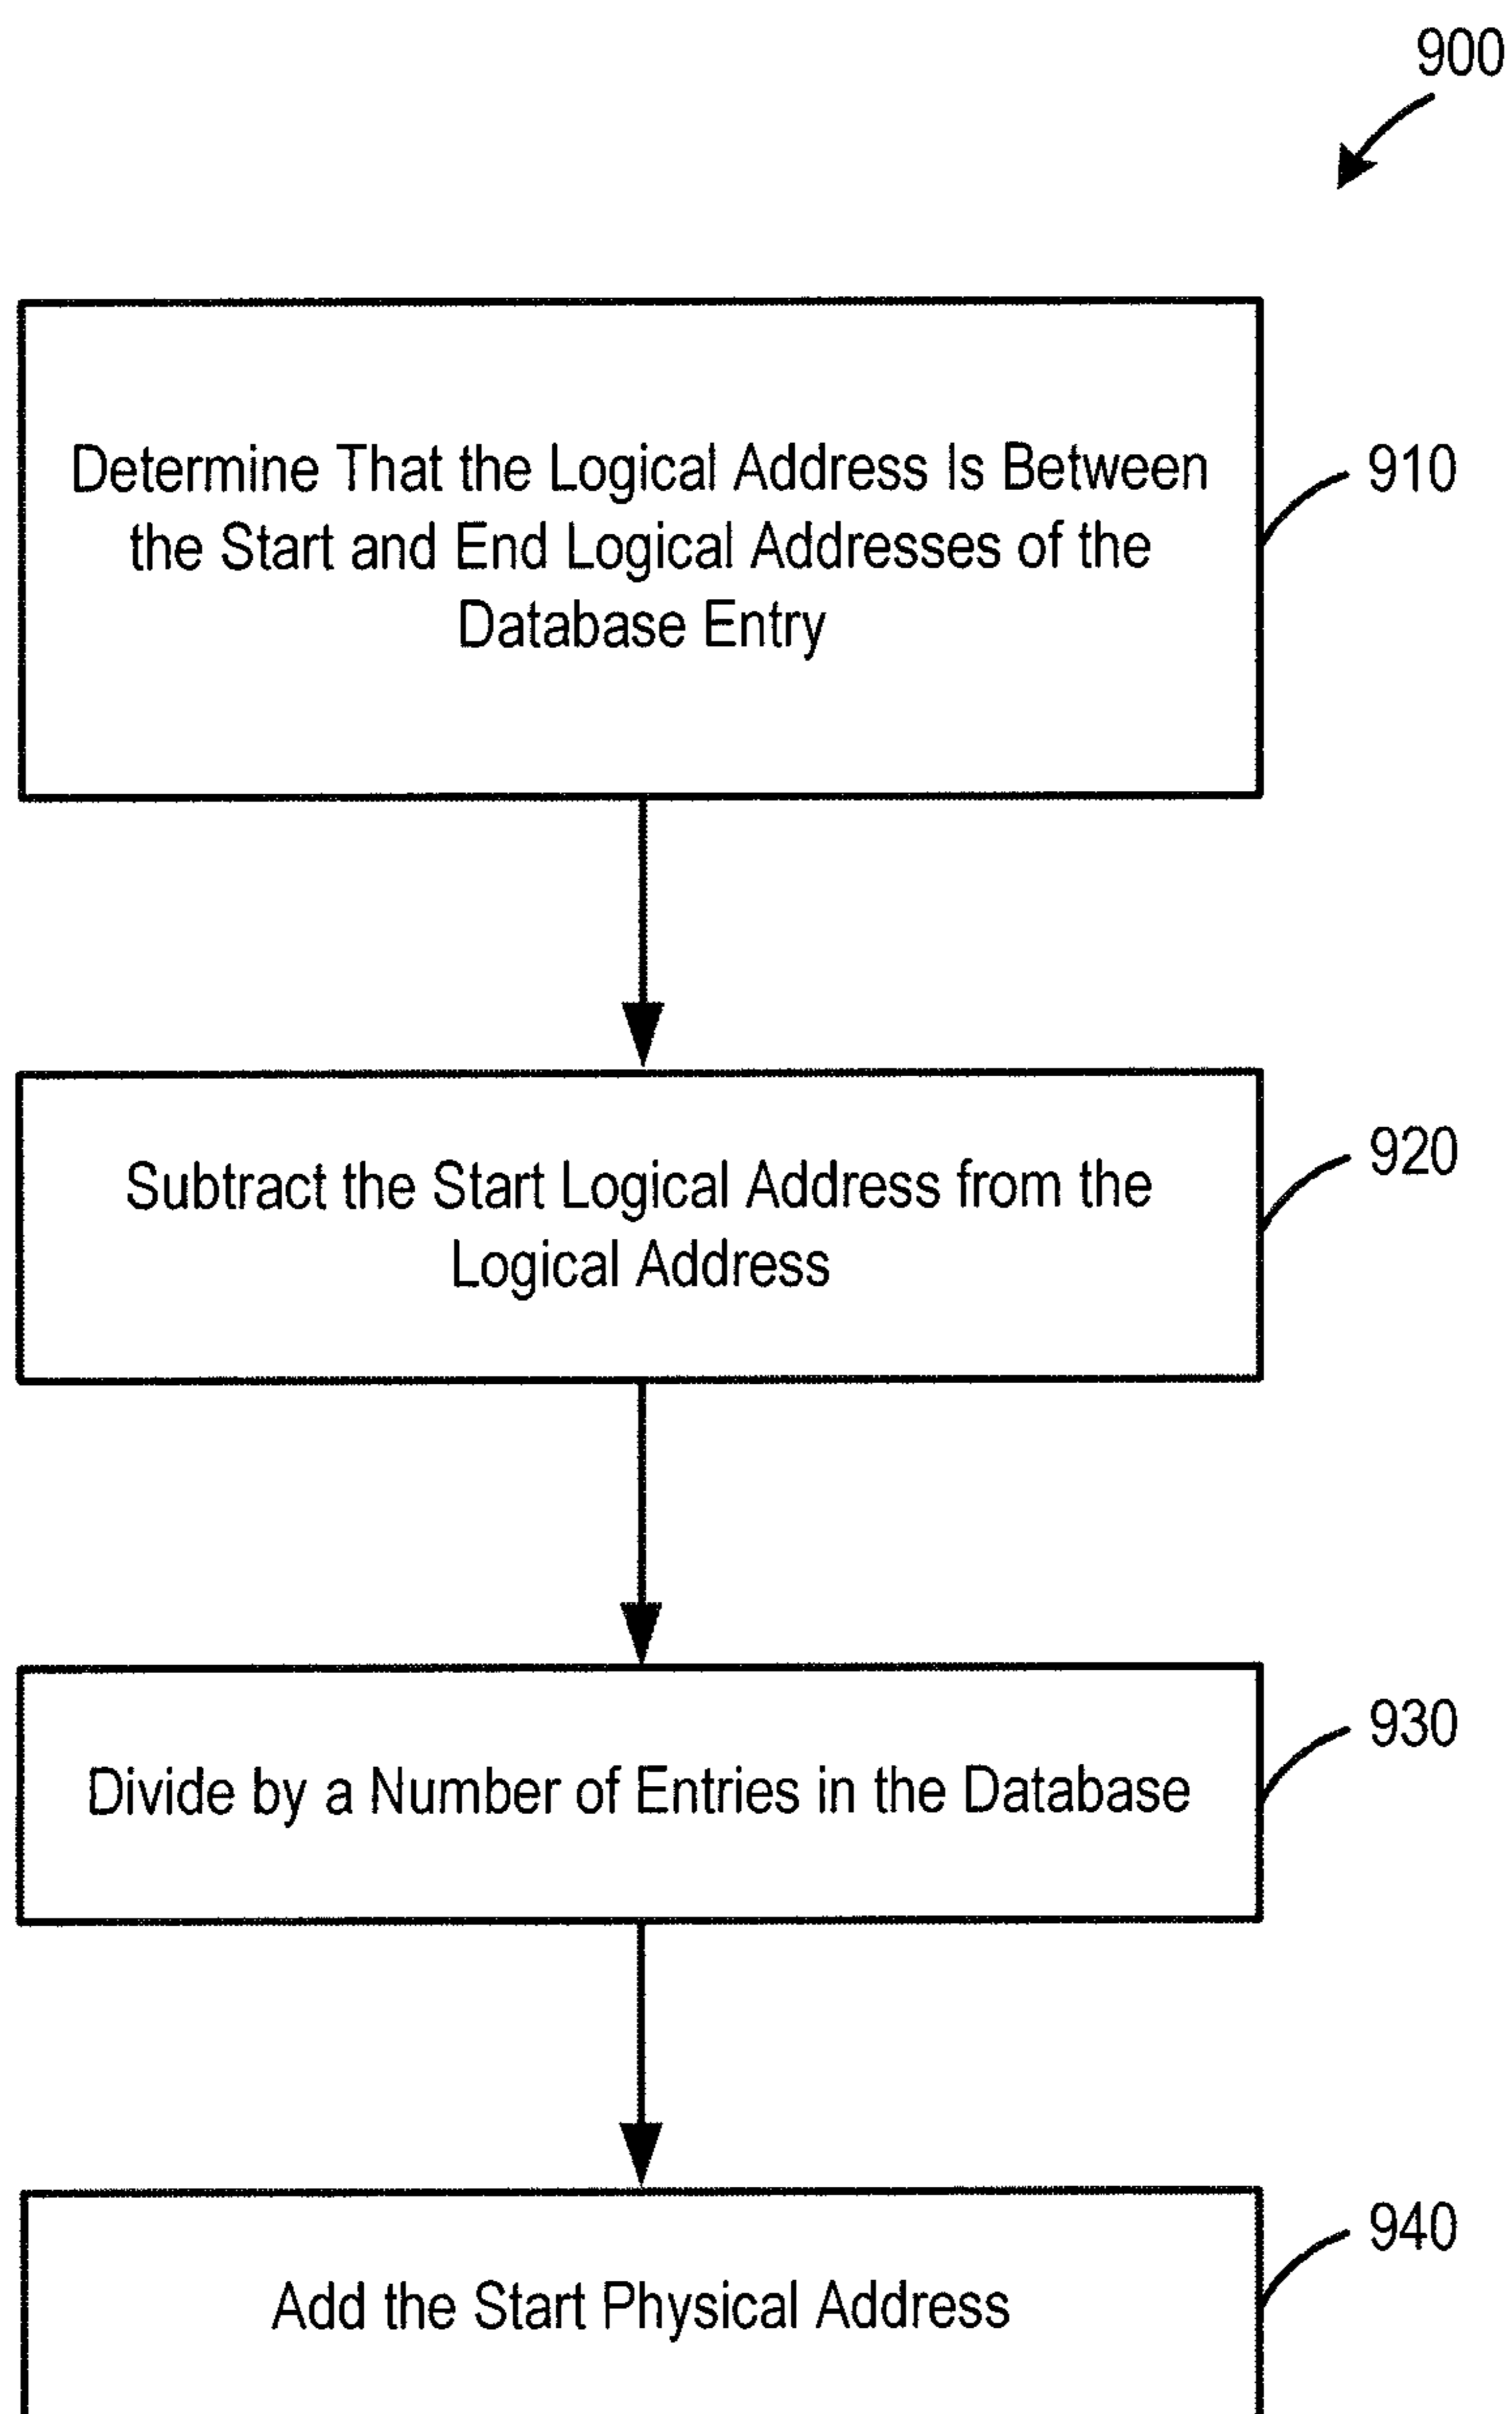 900
Determine That the Logical Address Is Between
the Start and End Logical Addresses of the
Database Entry
910
Subtract the Start Logical Address from the
Logical Address
920
Divide by a Number of Entries in the Database
930
Add the Start Physical Address
940